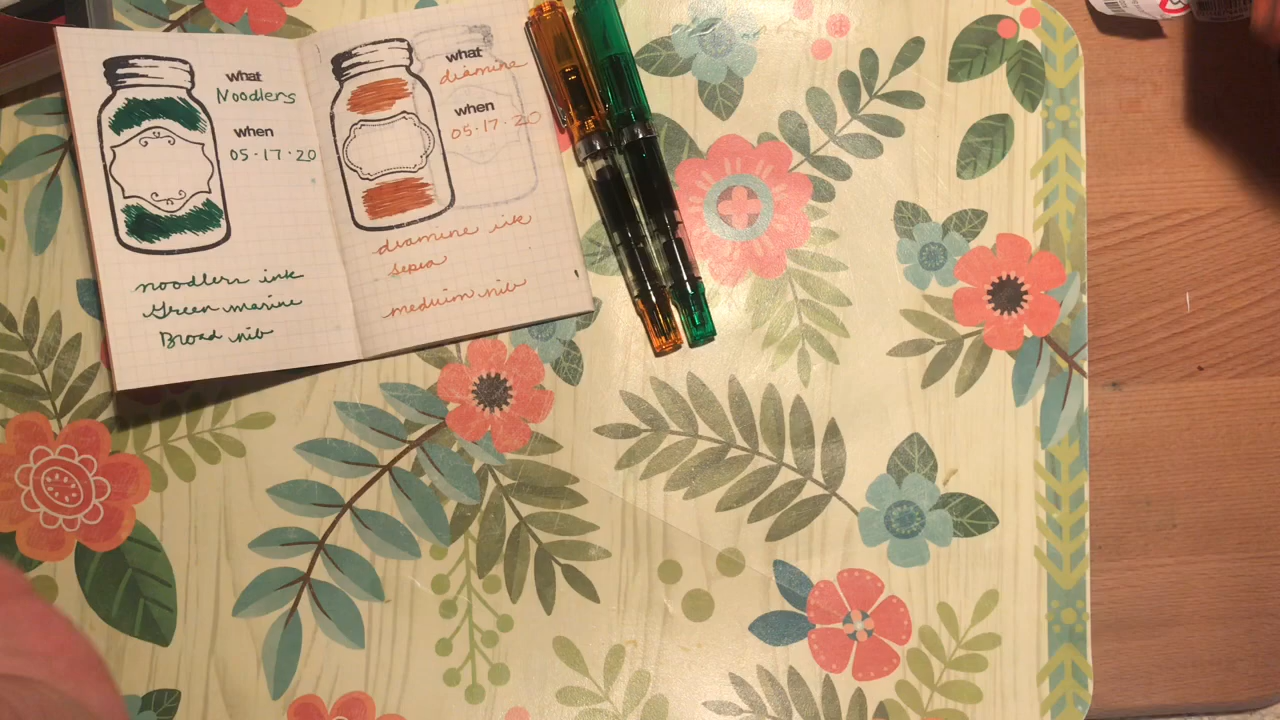 what
Noodlers
when
05·17·20
noodlers ink
Green marine
Broad nib
what
diamine
when
05·17·20
diamine ink
sepia
meduim nib